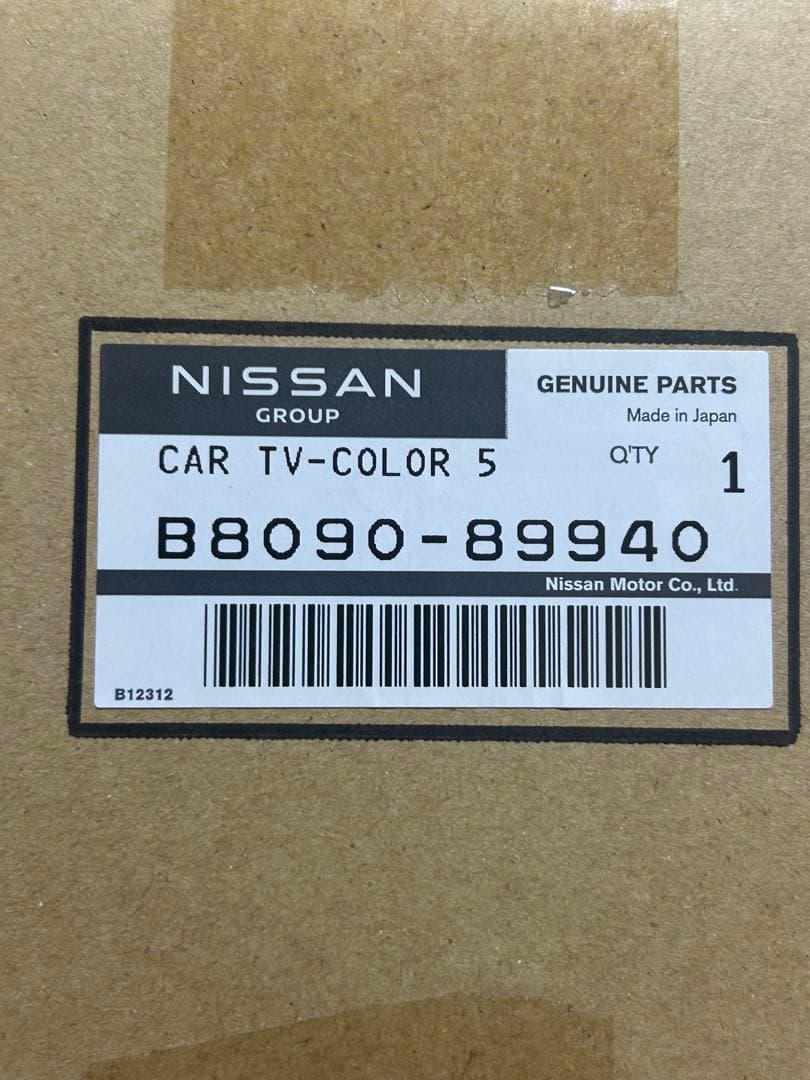 NISSAN
GROUP
GENUINE PARTS
Made in Japan
CAR TV-COLOR 5
Q'TY 1
B8090-89940
Nissan Motor Co., Ltd.
B12312